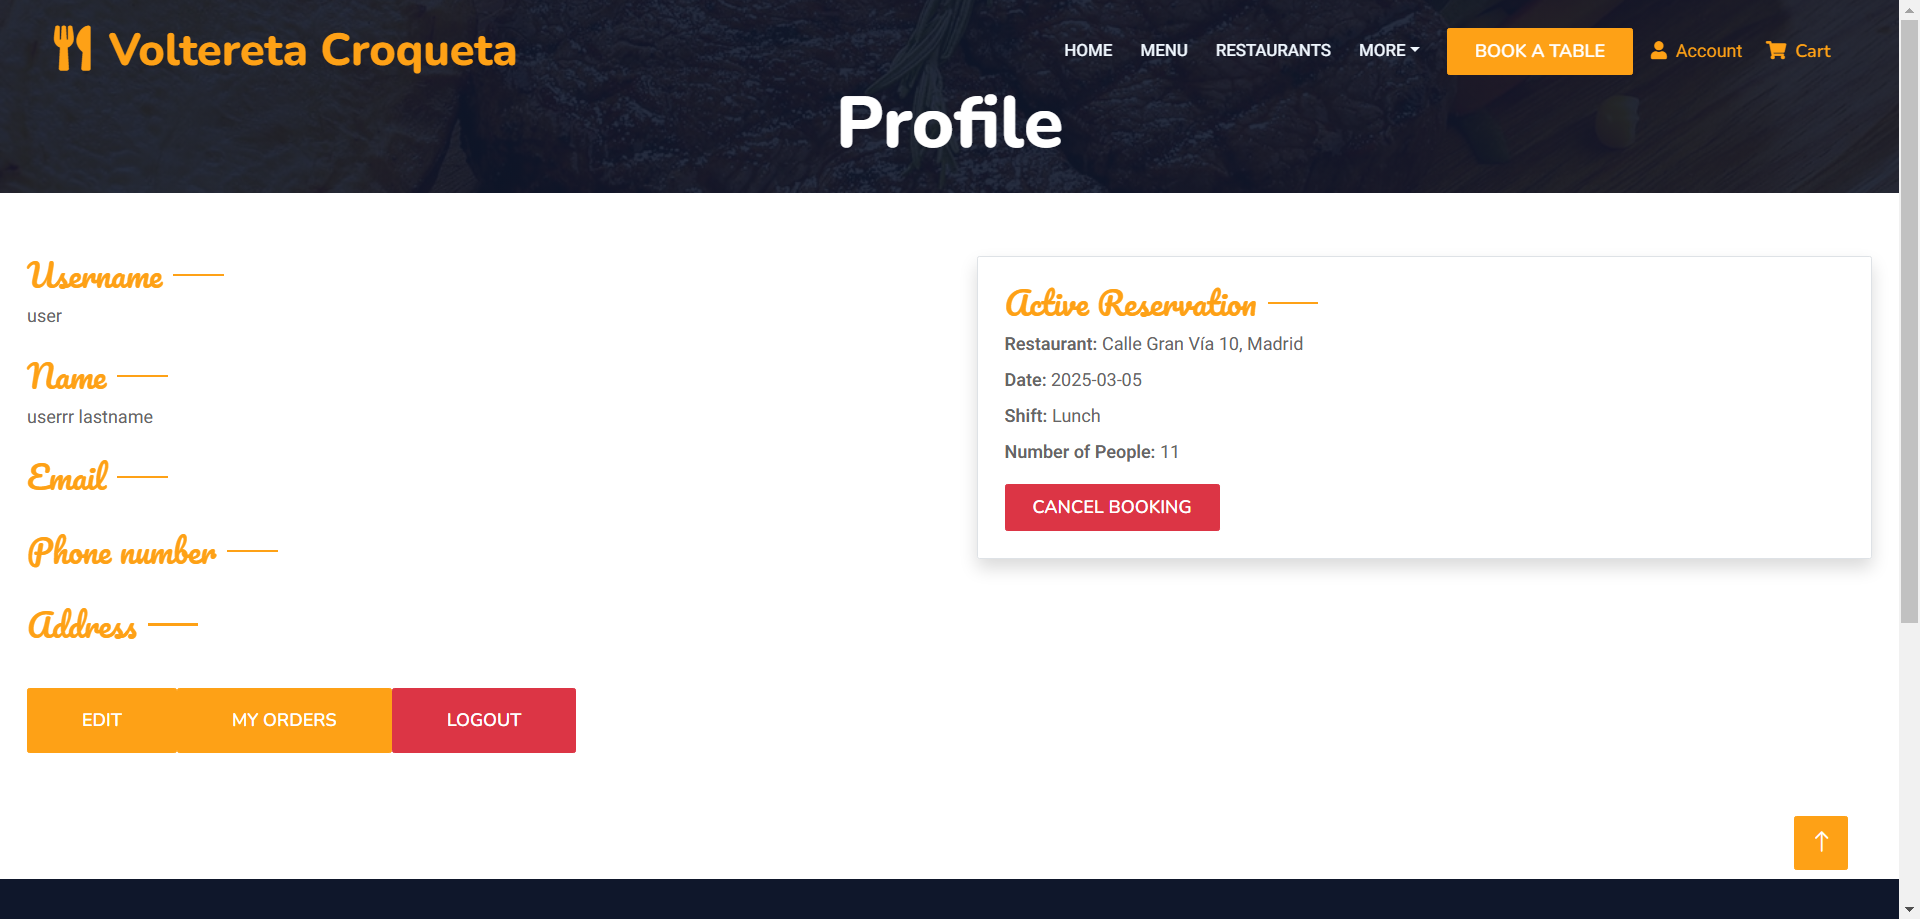 Voltereta Croqueta
HOME MENU RESTAURANTS MORE BOOK A TABLE Account Cart
Profile
Username
user
Name
userrr lastname
Email
Phone number
Address
EDIT MY ORDERS LOGOUT
Active Reservation
Restaurant: Calle Gran Vía 10, Madrid
Date: 2025-03-05
Shift: Lunch
Number of People: 11
CANCEL BOOKING